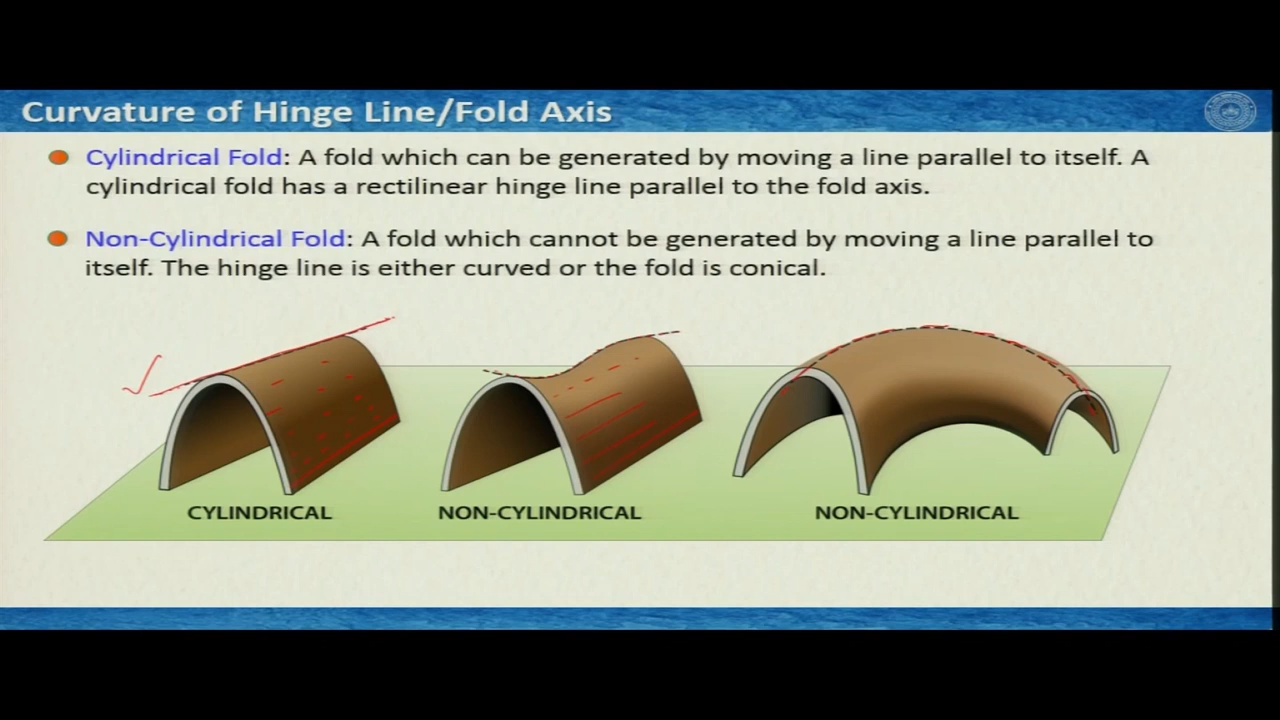 Curvature of Hinge Line/Fold Axis
Cylindrical Fold: A fold which can be generated by moving a line parallel to itself. A
cylindrical fold has a rectilinear hinge line parallel to the fold axis.
Non-Cylindrical Fold: A fold which cannot be generated by moving a line parallel to
itself. The hinge line is either curved or the fold is conical.
CYLINDRICAL
NON-CYLINDRICAL
NON-CYLINDRICAL